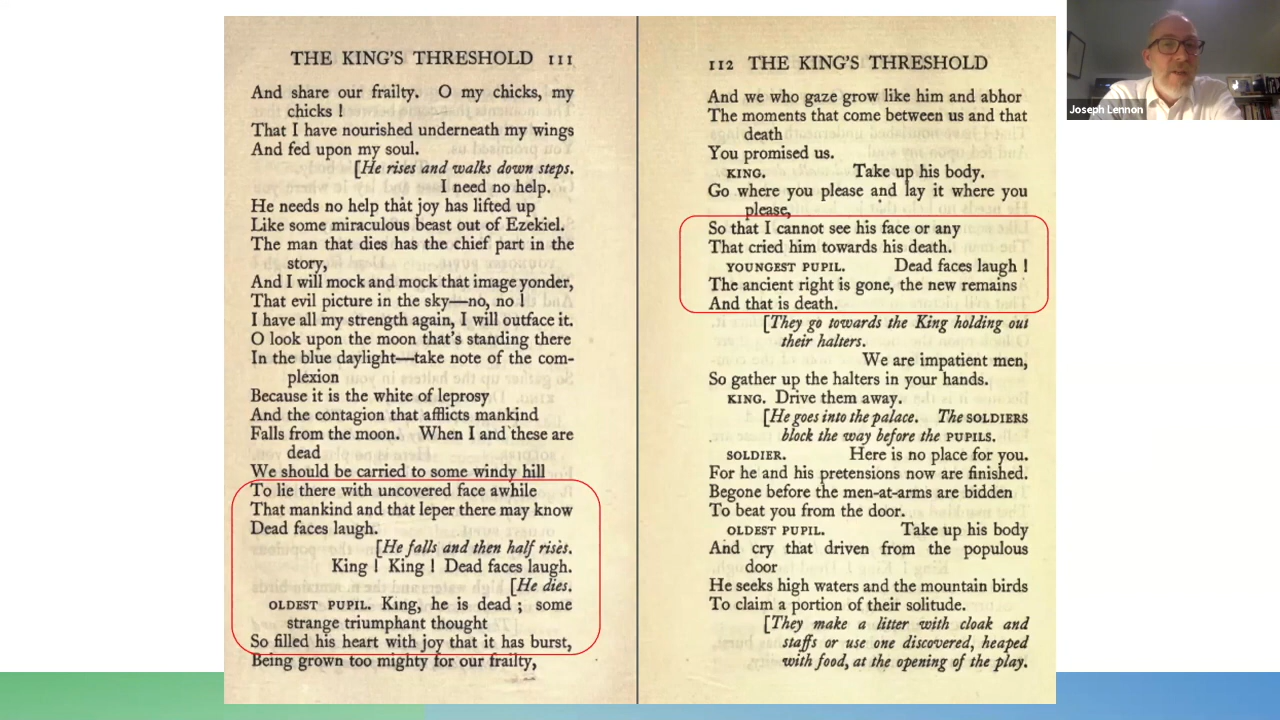 THE KING'S THRESHOLD 111
And share our frailty. O my chicks, my
chicks!
That I have nourished underneath my wings
And fed upon my soul.
[He rises and walks down steps.
I need no help.
He needs no help that joy has lifted up
Like some miraculous beast out of Ezekiel.
The man that dies has the chief part in the
story,
And I will mock and mock that image yonder,
That evil picture in the sky—no, no!
I have all my strength again, I will outface it.
O look upon the moon that's standing there
In the blue daylight—take note of the com-
plexion
Because it is the white of leprosy
And the contagion that afflicts mankind
Falls from the moon. When I and these are
dead
We should be carried to some windy hill
To lie there with uncovered face awhile
That mankind and that leper there may know
Dead faces laugh.
[He falls and then half rises.
King! King! Dead faces laugh.
[He dies.
OLDEST PUPIL. King, he is dead; some
strange triumphant thought
So filled his heart with joy that it has burst,
Being grown too mighty for our frailty,
112 THE KING'S THRESHOLD
And we who gaze grow like him and abhor
The moments that come between us and that
death
You promised us.
KING. Take up his body.
Go where you please and lay it where you
please,
So that I cannot see his face or any
That cried him towards his death.
YOUNGEST PUPIL. Dead faces laugh!
The ancient right is gone, the new remains
And that is death.
[They go towards the King holding out
their halters.
We are impatient men,
So gather up the halters in your hands.
KING. Drive them away.
[He goes into the palace. The SOLDIERS
block the way before the PUPILS.
SOLDIER. Here is no place for you.
For he and his pretensions now are finished.
Begone before the men-at-arms are bidden
To beat you from the door.
OLDEST PUPIL. Take up his body
And cry that driven from the populous
door
He seeks high waters and the mountain birds
To claim a portion of their solitude.
[They make a litter with cloak and
staffs or use one discovered, heaped
with food, at the opening of the play.
Joseph Lennon